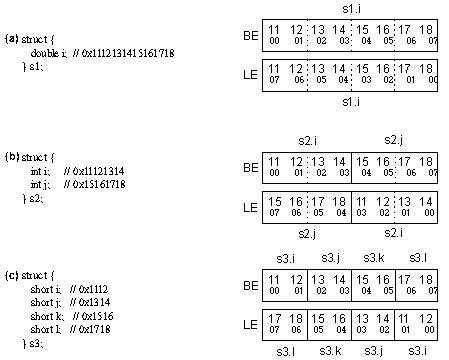 s1.i
(a) struct {
double i; // 0x1112131415161718
} s1;
BE 11 12 13 14 15 16 17 18
00 01 02 03 04 05 06 07
LE 11 12 13 14 15 16 17 18
07 06 05 04 03 02 01 00
s1.i
s2.i s2.j
(b) struct {
int i; // 0x11121314
int j; // 0x15161718
} s2;
BE 11 12 13 14 15 16 17 18
00 01 02 03 04 05 06 07
LE 15 16 17 18 11 12 13 14
07 06 05 04 03 02 01 00
s2.j s2.i
s3.i s3.j s3.k s3.l
(c) struct {
short i; // 0x1112
short j; // 0x1314
short k; // 0x1516
short l; // 0x1718
} s3;
BE 11 12 13 14 15 16 17 18
00 01 02 03 04 05 06 07
LE 17 18 15 16 13 14 11 12
07 06 05 04 03 02 01 00
s3.l s3.k s3.j s3.i